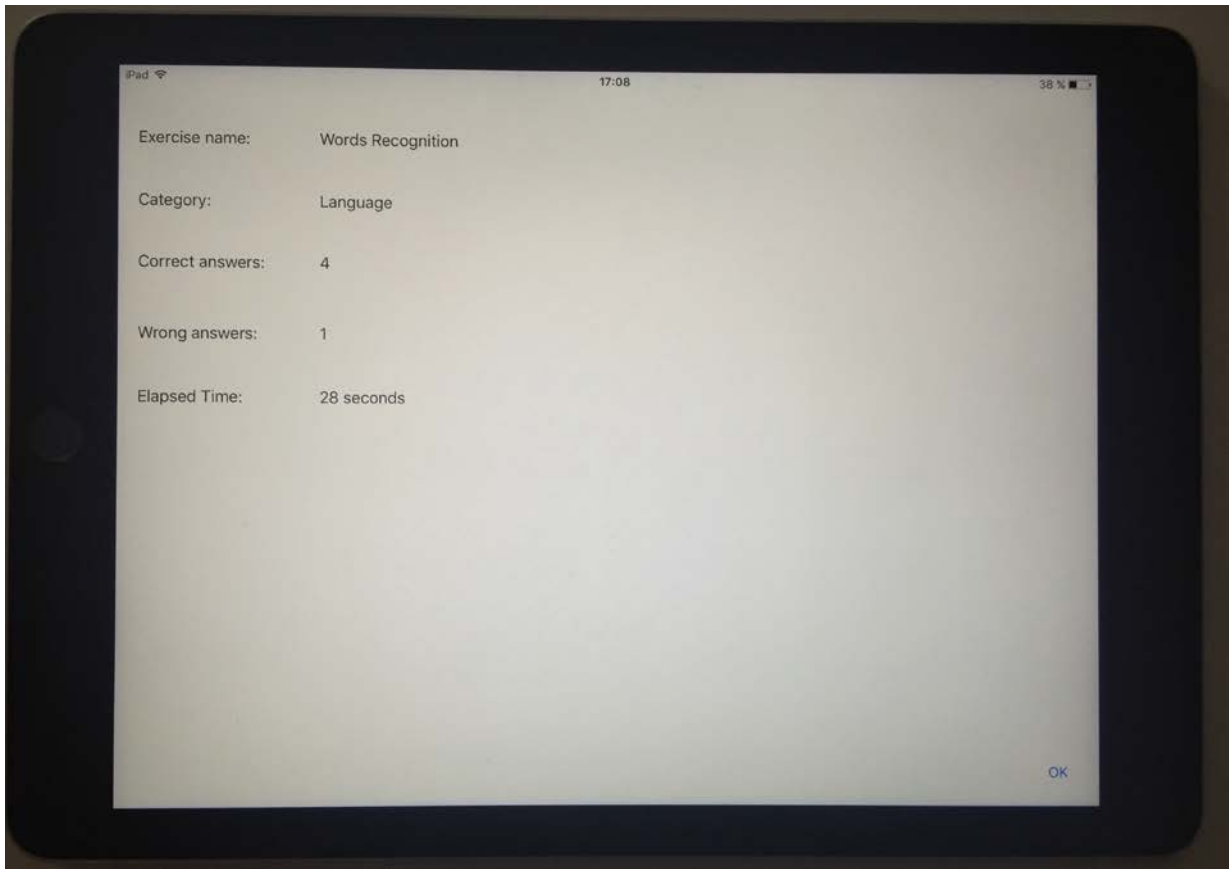 iPad
17:08
38 %
Exercise name: Words Recognition
Category: Language
Correct answers: 4
Wrong answers: 1
Elapsed Time: 28 seconds
OK